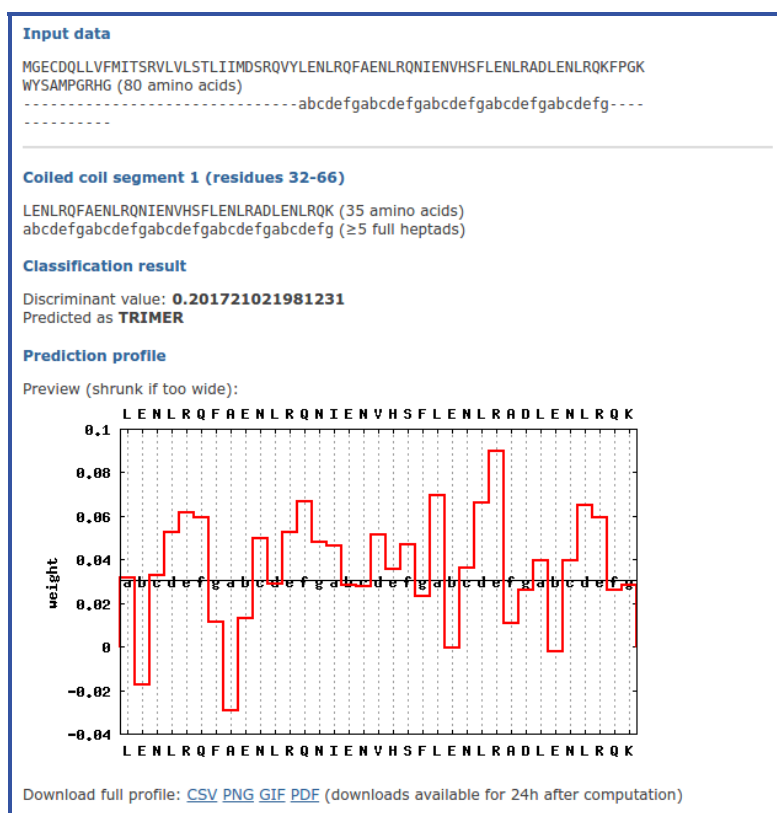 Input data
MGECDQLLVFMITSRVLVLSTLIIMDSRQVYLENLRQFAENLRQNIENVHSFLENLRADLENLRQKFPGK
WYSAMPGRHG (80 amino acids)
-------------------------------abcdefgabcdefgabcdefgabcdefgabcdefg----
----------
Coiled coil segment 1 (residues 32-66)
LENLRQFAENLRQNIENVHSFLENLRADLENLRQK (35 amino acids)
abcdefgabcdefgabcdefgabcdefgabcdefg (≥5 full heptads)
Classification result
Discriminant value: 0.201721021981231
Predicted as TRIMER
Prediction profile
Preview (shrunk if too wide):
L E N L R Q F A E N L R Q N I E N V H S F L E N L R A D L E N L R Q K
0.1
0.08
0.06
0.04
a b c d e f g a b c d e f g a b c d e f g a b c d e f g a b c d e f g
0.02
0
-0.02
-0.04
weight
L E N L R Q F A E N L R Q N I E N V H S F L E N L R A D L E N L R Q K
Download full profile: CSV PNG GIF PDF (downloads available for 24h after computation)